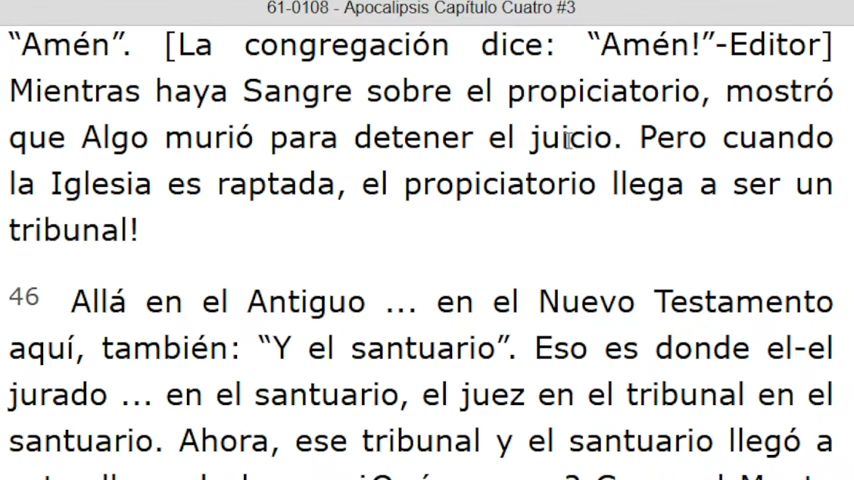 61-0108 - Apocalipsis Capítulo Cuatro #3
“Amén”. [La congregación dice: “Amén!”-Editor]
Mientras haya Sangre sobre el propiciatorio, mostró
que Algo murió para detener el juicio. Pero cuando
la Iglesia es raptada, el propiciatorio llega a ser un
tribunal!
46 Allá en el Antiguo ... en el Nuevo Testamento
aquí, también: “Y el santuario”. Eso es donde el-el
jurado ... en el santuario, el juez en el tribunal en el
santuario. Ahora, ese tribunal y el santuario llegó a